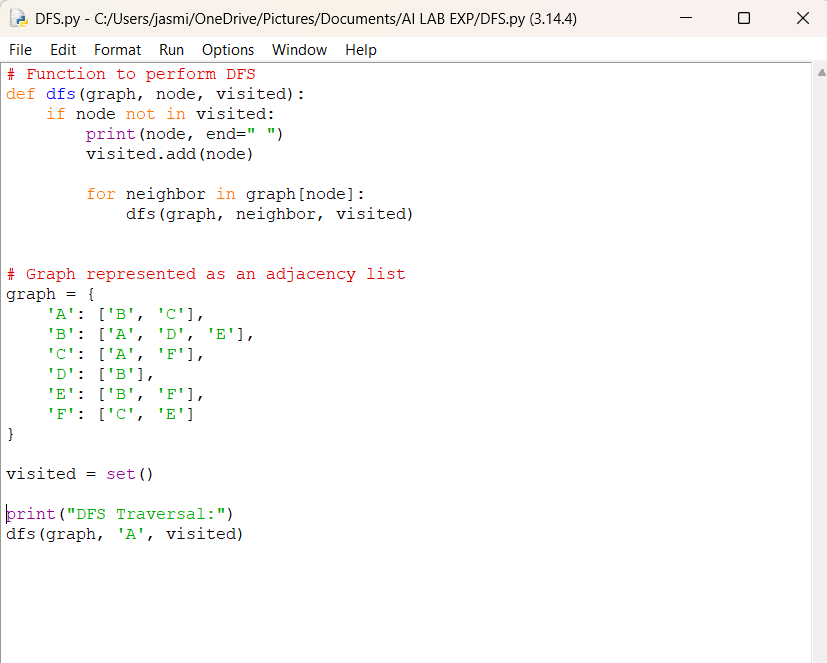 DFS.py - C:/Users/jasmi/OneDrive/Pictures/Documents/AI LAB EXP/DFS.py (3.14.4)
File Edit Format Run Options Window Help
# Function to perform DFS
def dfs(graph, node, visited):
    if node not in visited:
        print(node, end=" ")
        visited.add(node)

        for neighbor in graph[node]:
            dfs(graph, neighbor, visited)


# Graph represented as an adjacency list
graph = {
    'A': ['B', 'C'],
    'B': ['A', 'D', 'E'],
    'C': ['A', 'F'],
    'D': ['B'],
    'E': ['B', 'F'],
    'F': ['C', 'E']
}

visited = set()

print("DFS Traversal:")
dfs(graph, 'A', visited)